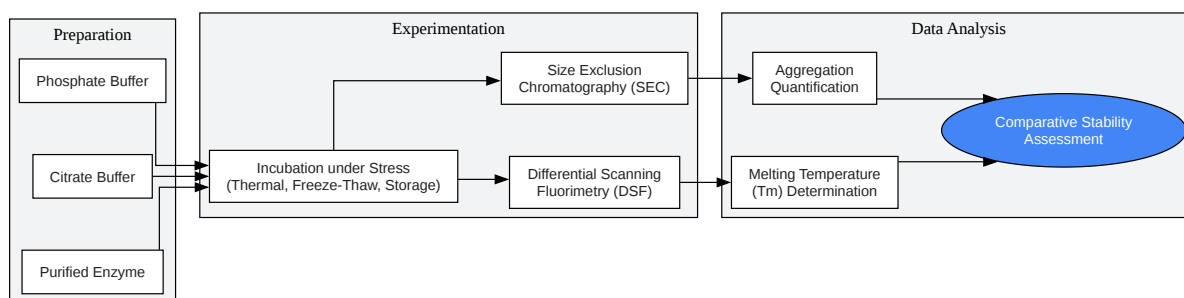 Preparation
Phosphate Buffer
Citrate Buffer
Purified Enzyme
Experimentation
Size Exclusion
Chromatography (SEC)
Incubation under Stress
(Thermal, Freeze-Thaw, Storage)
Differential Scanning
Fluorimetry (DSF)
Data Analysis
Aggregation
Quantification
Melting Temperature
(Tm) Determination
Comparative Stability
Assessment